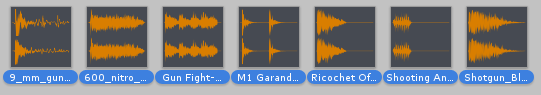 9_mm_gun...
600_nitro_...
Gun Fight-...
M1 Garand...
Ricochet Of...
Shooting An...
Shotgun_Bl...